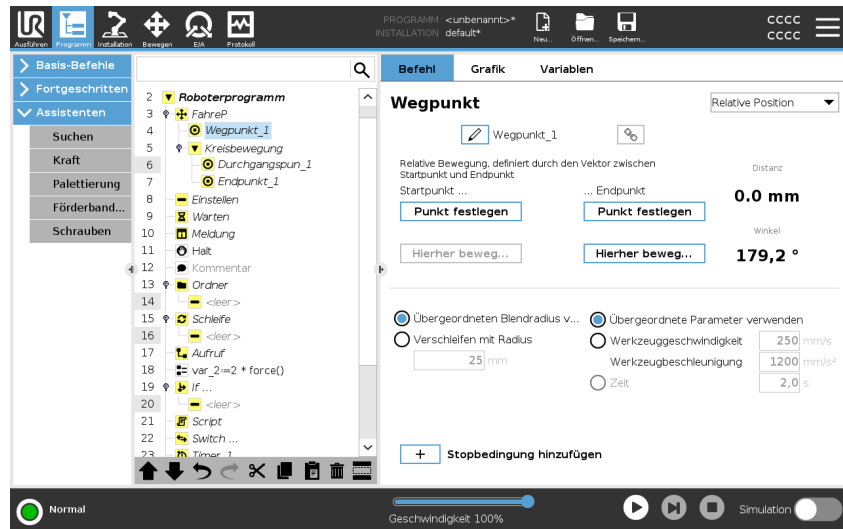 PROGRAMM <unbenannt>*
INSTALLATION default*
CCCC
CCCC
Ausführen Programm Installation Bewegen E/A Protokoll Neu... Öffnen... Speichern...
Basis-Befehle
Fortgeschritten
Assistenten
Suchen
Kraft
Palettierung
Förderband...
Schrauben
2 Roboterprogramm
3 FahreP
4 Wegpunkt_1
5 Kreisbewegung
6 Durchgangspun_1
7 Endpunkt_1
8 Einstellen
9 Warten
10 Meldung
11 Halt
12 Kommentar
13 Ordner
14 <leer>
15 Schleife
16 <leer>
17 Aufruf
18 var_2≔2 * force()
19 If ...
20 <leer>
21 Script
22 Switch ...
23 Timer_1
Befehl Grafik Variablen
Wegpunkt
Relative Position
Wegpunkt_1
Relative Bewegung, definiert durch den Vektor zwischen
Startpunkt und Endpunkt
Startpunkt ... ... Endpunkt
Punkt festlegen Punkt festlegen
Hierher beweg... Hierher beweg...
Distanz
0.0 mm
Winkel
179,2 °
Übergeordneten Blendradius v...
Verschleifen mit Radius
25 mm
Übergeordnete Parameter verwenden
Werkzeuggeschwindigkeit 250 mm/s
Werkzeugbeschleunigung 1200 mm/s²
Zeit 2,0 s
+ Stopbedingung hinzufügen
Normal
Geschwindigkeit 100%
Simulation